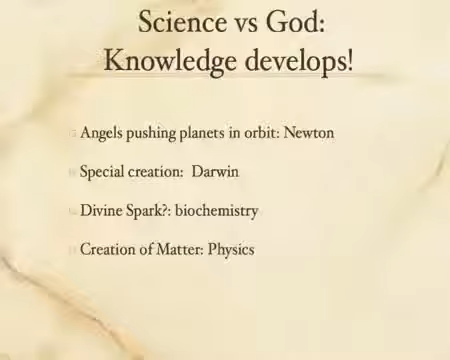 Science vs God:
Knowledge develops!
Angels pushing planets in orbit: Newton
Special creation:  Darwin
Divine Spark?: biochemistry
Creation of Matter: Physics